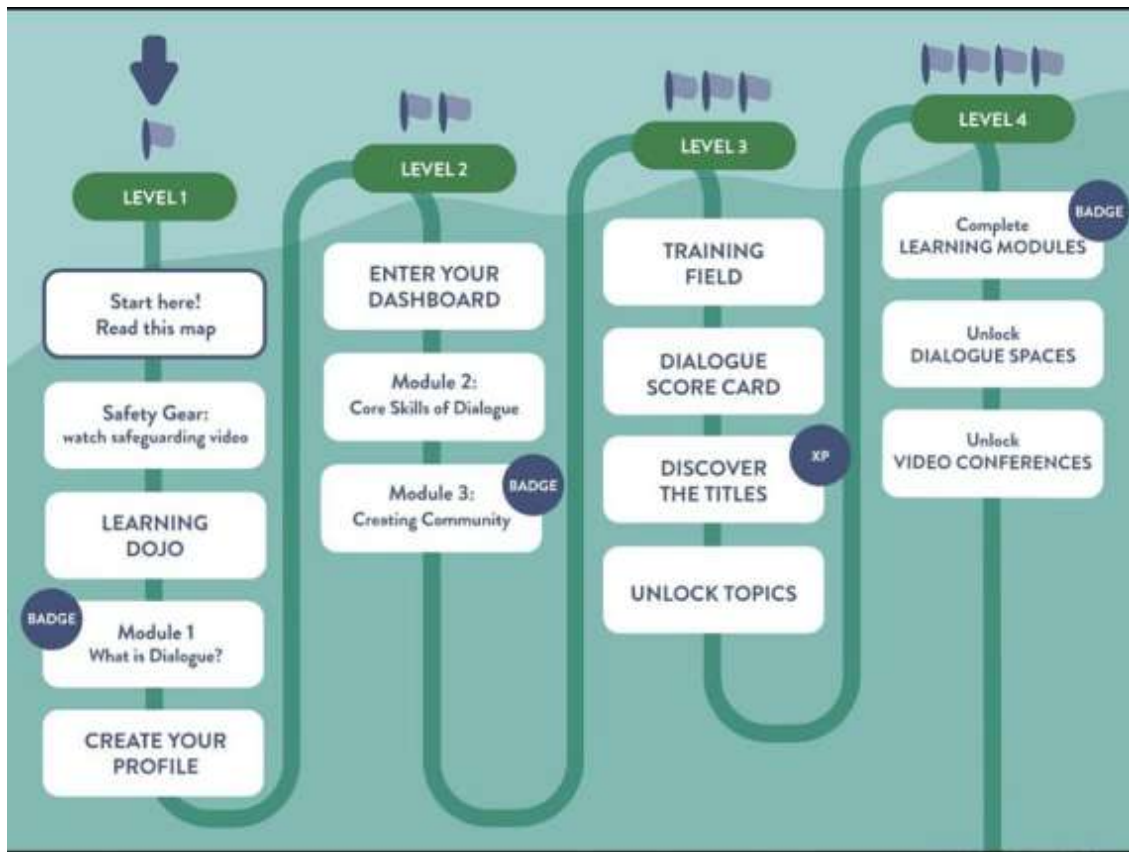 LEVEL 1
Start here!
Read this map
Safety Gear:
watch safeguarding video
LEARNING
DOJO
BADGE
Module 1
What is Dialogue?
CREATE YOUR
PROFILE
LEVEL 2
ENTER YOUR
DASHBOARD
Module 2:
Core Skills of Dialogue
Module 3:
Creating Community
BADGE
LEVEL 3
TRAINING
FIELD
DIALOGUE
SCORE CARD
DISCOVER
THE TITLES
XP
UNLOCK TOPICS
LEVEL 4
Complete
LEARNING MODULES
BADGE
Unlock
DIALOGUE SPACES
Unlock
VIDEO CONFERENCES